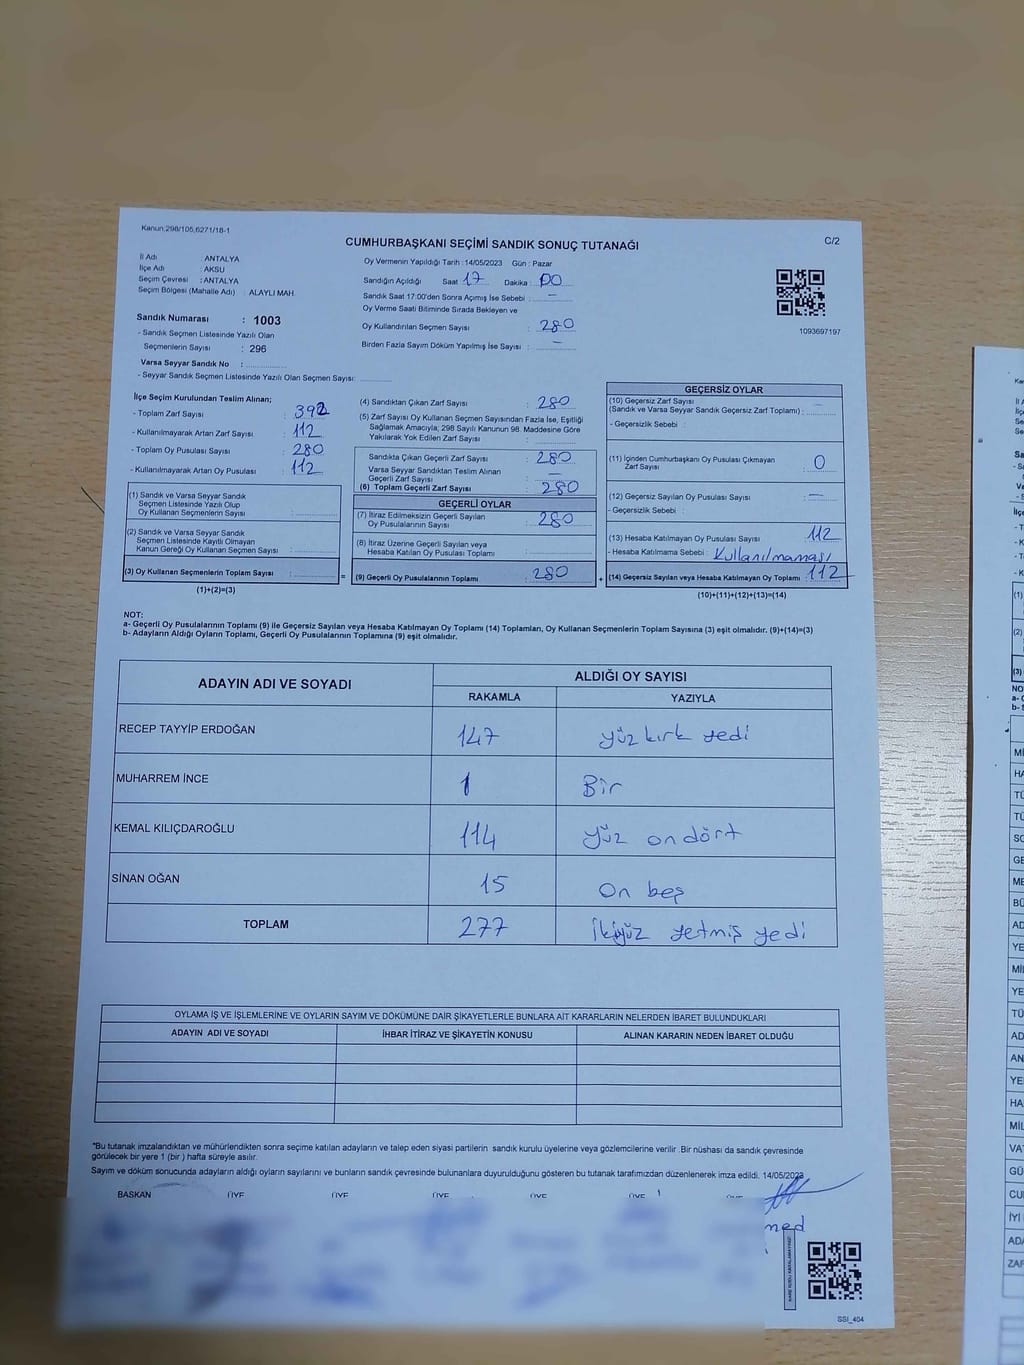 Kanun:298/105,6271/18-1
CUMHURBAŞKANI SEÇİMİ SANDIK SONUÇ TUTANAĞI
C/2
İl Adı : ANTALYA
İlçe Adı : AKSU
Seçim Çevresi : ANTALYA
Seçim Bölgesi (Mahalle Adı) : ALAYLI MAH.
Sandık Numarası : 1003
- Sandık Seçmen Listesinde Yazılı Olan
Seçmenlerin Sayısı : 296
Varsa Seyyar Sandık No :
- Seyyar Sandık Seçmen Listesinde Yazılı Olan Seçmen Sayısı:
Oy Vermenin Yapıldığı Tarih :14/05/2023 Gün : Pazar
Sandığın Açıldığı Saat 17 Dakika : 00
Sandık Saat 17:00'den Sonra Açımış İse Sebebi : —
Oy Verme Saati Bitiminde Sırada Bekleyen ve
Oy Kullandırılan Seçmen Sayısı : 280
Birden Fazla Sayım Döküm Yapılmış İse Sayısı : —
1093697197
İlçe Seçim Kurulundan Teslim Alınan;
- Toplam Zarf Sayısı : 392
- Kullanılmayarak Artan Zarf Sayısı : 112
- Toplam Oy Pusulası Sayısı : 280
- Kullanılmayarak Artan Oy Pusulası : 112
(1) Sandık ve Varsa Seyyar Sandık
Seçmen Listesinde Yazılı Olup
Oy Kullanan Seçmenlerin Sayısı :
(2) Sandık ve Varsa Seyyar Sandık
Seçmen Listesinde Kayıtlı Olmayan
Kanun Gereği Oy Kullanan Seçmen Sayısı :
(3) Oy Kullanan Seçmenlerin Toplam Sayısı : =
(1)+(2)=(3)
(4) Sandıktan Çıkan Zarf Sayısı : 280
(5) Zarf Sayısı Oy Kullanan Seçmen Sayısından Fazla İse, Eşitliği
Sağlamak Amacıyla; 298 Sayılı Kanunun 98. Maddesine Göre
Yakılarak Yok Edilen Zarf Sayısı :
Sandıkta Çıkan Geçerli Zarf Sayısı : 280
Varsa Seyyar Sandıktan Teslim Alınan
Geçerli Zarf Sayısı : —
(6) Toplam Geçerli Zarf Sayısı : 280
GEÇERLİ OYLAR
(7) İtiraz Edilmeksizin Geçerli Sayılan
Oy Pusulalarının Sayısı : 280
(8) İtiraz Üzerine Geçerli Sayılan veya
Hesaba Katılan Oy Pusulası Toplamı :
(9) Geçerli Oy Pusulalarının Toplamı : 280 +
GEÇERSİZ OYLAR
(10) Geçersiz Zarf Sayısı
(Sandık ve Varsa Seyyar Sandık Geçersiz Zarf Toplamı) : —
- Geçersizlik Sebebi :
(11) İçinden Cumhurbaşkanı Oy Pusulası Çıkmayan
Zarf Sayısı : 0
(12) Geçersiz Sayılan Oy Pusulası Sayısı : —
- Geçersizlik Sebebi :
(13) Hesaba Katılmayan Oy Pusulası Sayısı : 112
- Hesaba Katılmama Sebebi : Kullanılmaması
(14) Geçersiz Sayılan veya Hesaba Katılmayan Oy Toplamı : 112
(10)+(11)+(12)+(13)=(14)
NOT:
a- Geçerli Oy Pusulalarının Toplamı (9) ile Geçersiz Sayılan veya Hesaba Katılmayan Oy Toplamı (14) Toplamları, Oy Kullanan Seçmenlerin Toplam Sayısına (3) eşit olmalıdır. (9)+(14)=(3)
b- Adayların Aldığı Oyların Toplamı, Geçerli Oy Pusulalarının Toplamına (9) eşit olmalıdır.
ADAYIN ADI VE SOYADI
ALDIĞI OY SAYISI
RAKAMLA YAZIYLA
RECEP TAYYİP ERDOĞAN 147 yüz kırk yedi
MUHARREM İNCE 1 Bir
KEMAL KILIÇDAROĞLU 114 yüz on dört
SİNAN OĞAN 15 on beş
TOPLAM 277 ikiyüz yetmiş yedi
OYLAMA İŞ VE İŞLEMLERİNE VE OYLARIN SAYIM VE DÖKÜMÜNE DAİR ŞİKAYETLERLE BUNLARA AİT KARARLARIN NELERDEN İBARET BULUNDUKLARI
ADAYIN ADI VE SOYADI İHBAR İTİRAZ VE ŞİKAYETİN KONUSU ALINAN KARARIN NEDEN İBARET OLDUĞU
*Bu tutanak imzalandıktan ve mühürlendikten sonra seçime katılan adayların ve talep eden siyasi partilerin sandık kurulu üyelerine veya gözlemcilerine verilir .Bir nüshası da sandık çevresinde
görülecek bir yere 1 (bir ) hafta süreyle asılır.
Sayım ve döküm sonucunda adayların aldığı oyların sayılarını ve bunların sandık çevresinde bulunanlara duyurulduğunu gösteren bu tutanak tarafımızdan düzenlenerek imza edildi. 14/05/2023
BAŞKAN ÜYE ÜYE ÜYE ÜYE ÜYE
med
SSI_404